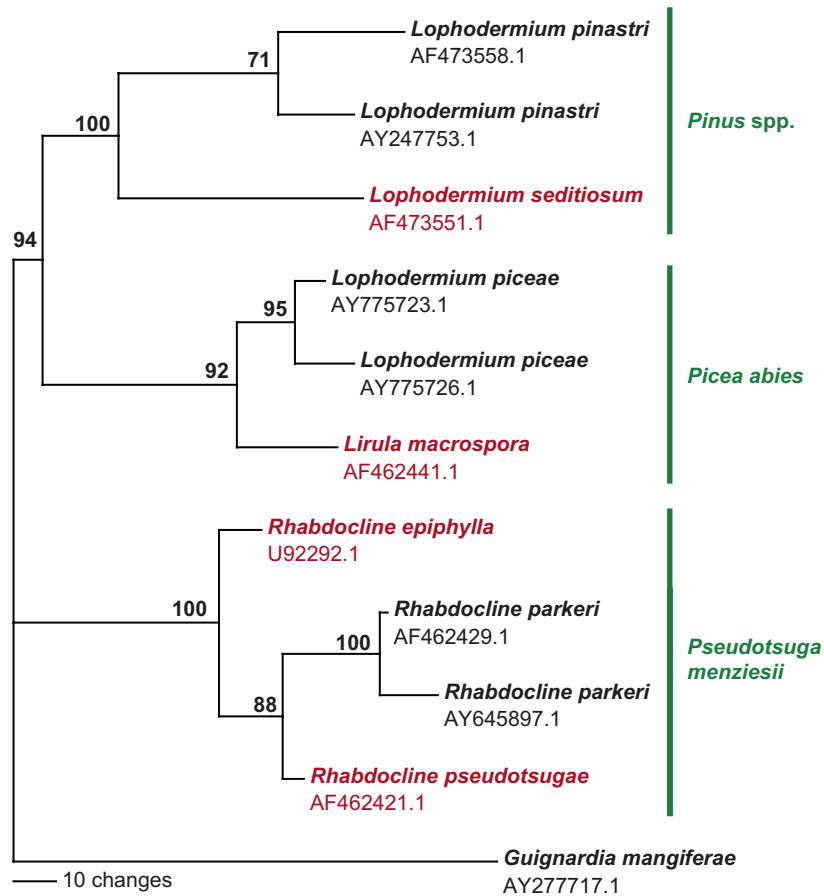 Lophodermium pinastri
AF473558.1
71
Lophodermium pinastri
AY247753.1
100
Pinus spp.
Lophodermium seditiosum
AF473551.1
94
Lophodermium piceae
AY775723.1
95
Lophodermium piceae
AY775726.1
92
Picea abies
Lirula macrospora
AF462441.1
Rhabdocline epiphylla
U92292.1
100
Rhabdocline parkeri
AF462429.1
100
Pseudotsuga
menziesii
Rhabdocline parkeri
AY645897.1
88
Rhabdocline pseudotsugae
AF462421.1
Guignardia mangiferae
AY277717.1
10 changes